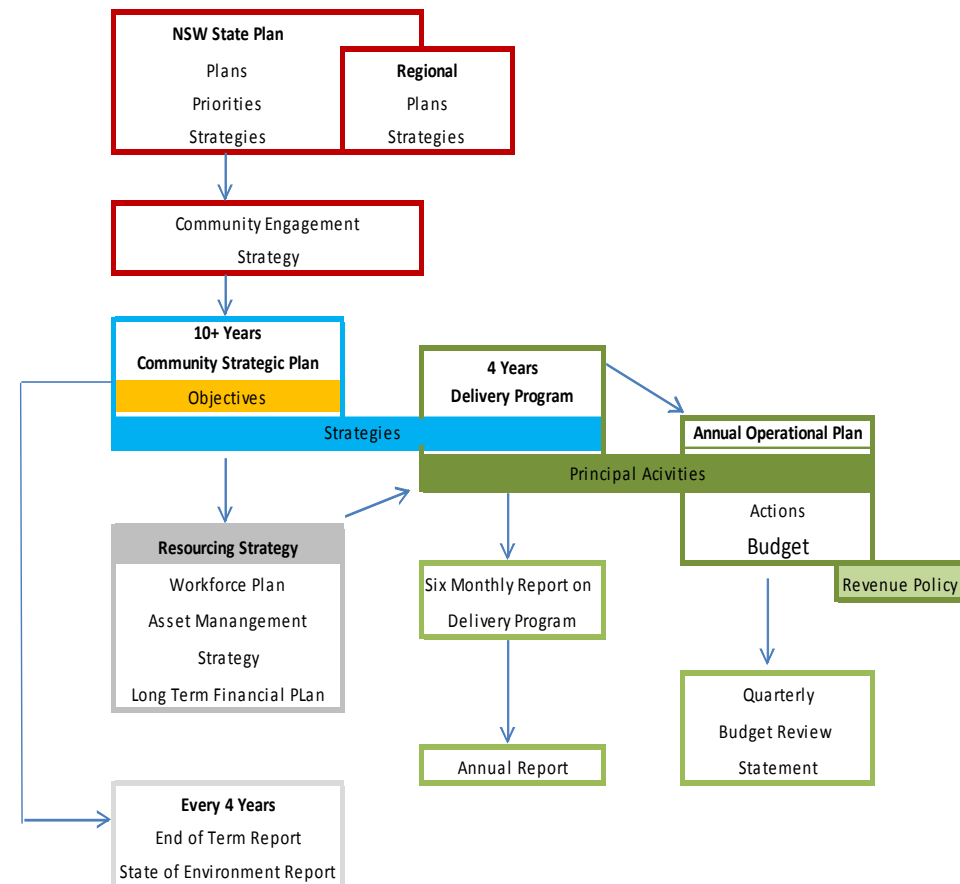 NSW State Plan
Plans
Priorities
Strategies
Regional
Plans
Strategies
Community Engagement
Strategy
10+ Years
Community Strategic Plan
Objectives
Strategies
4 Years
Delivery Program
Annual Operational Plan
Principal Acivities
Actions
Budget
Revenue Policy
Resourcing Strategy
Workforce Plan
Asset Manangement
Strategy
Long Term Financial PLan
Six Monthly Report on
Delivery Program
Annual Report
Quarterly
Budget Review
Statement
Every 4 Years
End of Term Report
State of Environment Report